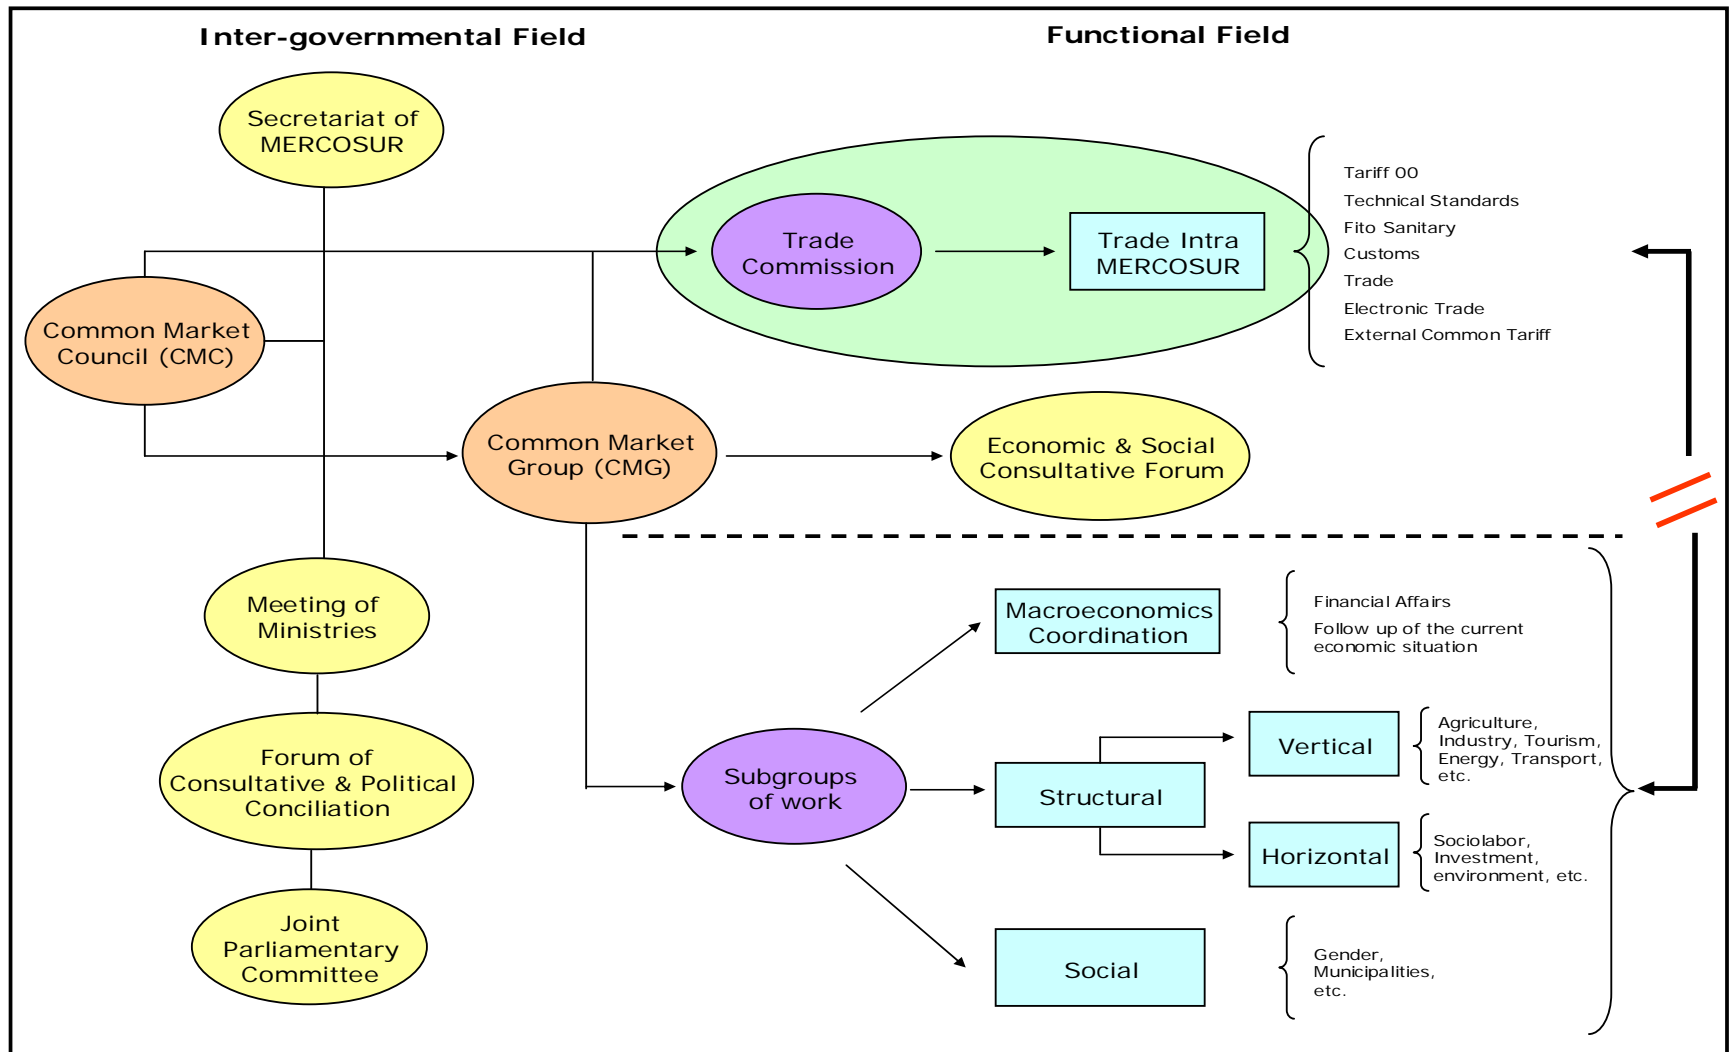 Inter-governmental Field
Functional Field
Secretariat of
MERCOSUR
Trade
Commission
Trade Intra
MERCOSUR
Tariff 00
Technical Standards
Fito Sanitary
Customs
Trade
Electronic Trade
External Common Tariff
Common Market
Council (CMC)
Common Market
Group (CMG)
Economic & Social
Consultative Forum
Meeting of
Ministries
Macroeconomics
Coordination
Financial Affairs
Follow up of the current
economic situation
Forum of
Consultative & Political
Conciliation
Subgroups
of work
Structural
Vertical
Agriculture,
Industry, Tourism,
Energy, Transport,
etc.
Horizontal
Sociolabor,
Investment,
environment, etc.
Joint
Parliamentary
Committee
Social
Gender,
Municipalities,
etc.